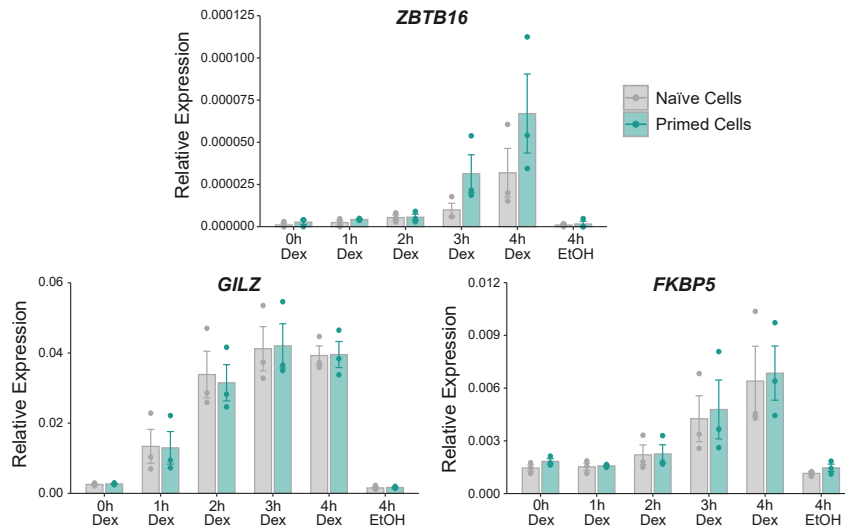 ZBTB16
Relative Expression
0.000125
0.000075
0.000050
0.000025
0.000000
0h Dex
1h Dex
2h Dex
3h Dex
4h Dex
4h EtOH
Naïve Cells
Primed Cells
GILZ
Relative Expression
0.06
0.04
0.02
0.00
0h Dex
1h Dex
2h Dex
3h Dex
4h Dex
4h EtOH
FKBP5
Relative Expression
0.012
0.009
0.006
0.003
0.000
0h Dex
1h Dex
2h Dex
3h Dex
4h Dex
4h EtOH